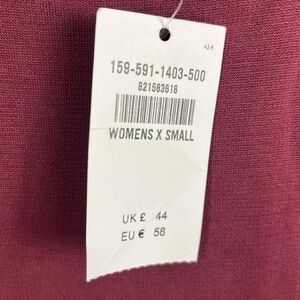 159-591-1403-500
621583616
WOMENS X SMALL
UK £ 44
EU € 58